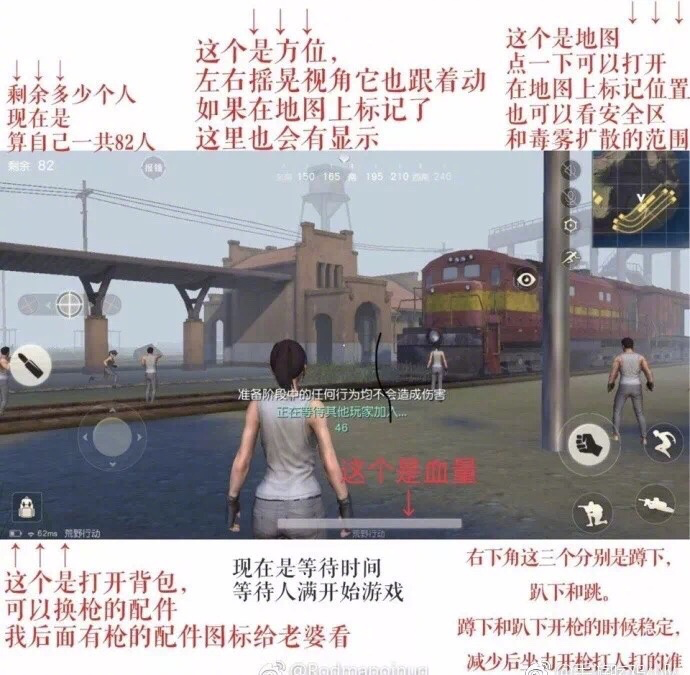 这个是方位，
左右摇晃视角它也跟着动
如果在地图上标记了
这里也会有显示
这个是地图
点一下可以打开
在地图上标记位置
也可以看安全区
和毒雾扩散的范围
剩余多少个人
现在是
算自己一共82人
剩余 82
报错
150 165 南 195 210 240
准备阶段中的任何行为均不会造成伤害
正在等待其他玩家加入...
46
这个是血量
62ms 荒野行动
荒野行动
这个是打开背包，
可以换枪的配件
我后面有枪的配件图标给老婆看
现在是等待时间
等待人满开始游戏
右下角这三个分别是蹲下，
趴下和跳。
蹲下和趴下开枪的时候稳定，
减少后坐力开枪打人打的准